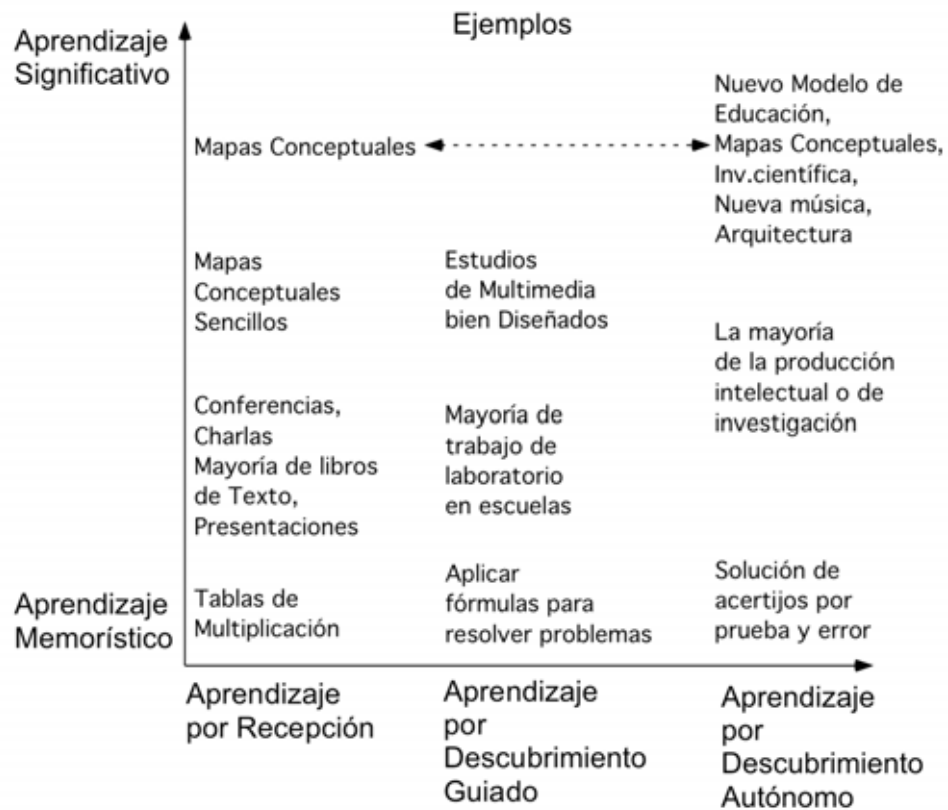 Ejemplos
Aprendizaje
Significativo
Mapas Conceptuales
Nuevo Modelo de
Educación,
Mapas Conceptuales,
Inv.científica,
Nueva música,
Arquitectura
Mapas
Conceptuales
Sencillos
Estudios
de Multimedia
bien Diseñados
La mayoría
de la producción
intelectual o de
investigación
Conferencias,
Charlas
Mayoría de libros
de Texto,
Presentaciones
Mayoría de
trabajo de
laboratorio
en escuelas
Aprendizaje
Memorístico
Tablas de
Multiplicación
Aplicar
fórmulas para
resolver problemas
Solución de
acertijos por
prueba y error
Aprendizaje
por Recepción
Aprendizaje
por
Descubrimiento
Guiado
Aprendizaje
por
Descubrimiento
Autónomo